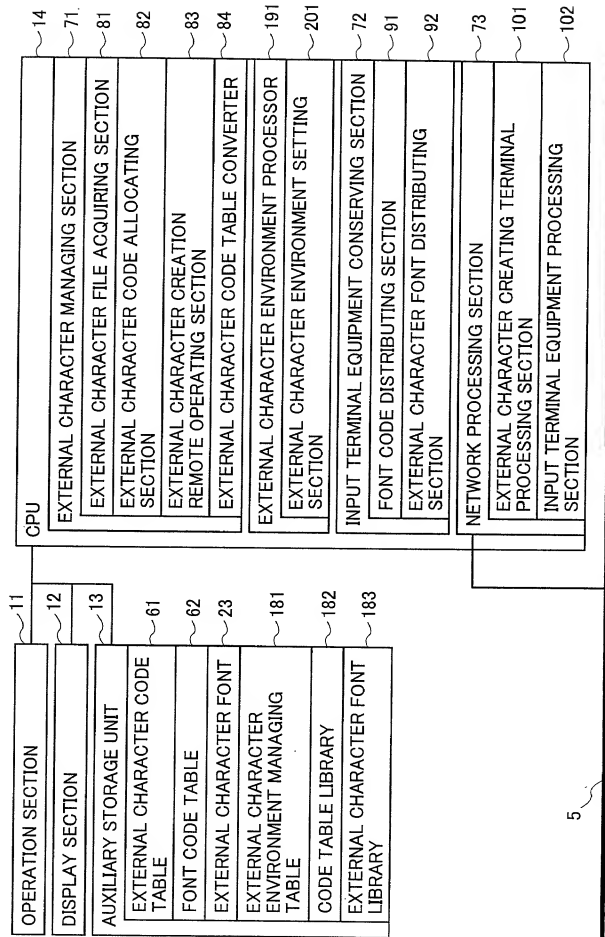 OPERATION SECTION
11
DISPLAY SECTION
12
AUXILIARY STORAGE UNIT
13
EXTERNAL CHARACTER CODE
TABLE
61
FONT CODE TABLE
62
EXTERNAL CHARACTER FONT
23
EXTERNAL CHARACTER
ENVIRONMENT MANAGING
TABLE
181
CODE TABLE LIBRARY
182
EXTERNAL CHARACTER FONT
LIBRARY
183
CPU
14
EXTERNAL CHARACTER MANAGING SECTION
71
EXTERNAL CHARACTER FILE ACQUIRING SECTION
81
EXTERNAL CHARACTER CODE ALLOCATING
SECTION
82
EXTERNAL CHARACTER CREATION
REMOTE OPERATING SECTION
83
EXTERNAL CHARACTER CODE TABLE CONVERTER
84
EXTERNAL CHARACTER ENVIRONMENT PROCESSOR
191
EXTERNAL CHARACTER ENVIRONMENT SETTING
SECTION
201
INPUT TERMINAL EQUIPMENT CONSERVING SECTION
72
FONT CODE DISTRIBUTING SECTION
91
EXTERNAL CHARACTER FONT DISTRIBUTING
SECTION
92
NETWORK PROCESSING SECTION
73
EXTERNAL CHARACTER CREATING TERMINAL
PROCESSING SECTION
101
INPUT TERMINAL EQUIPMENT PROCESSING
SECTION
102
5